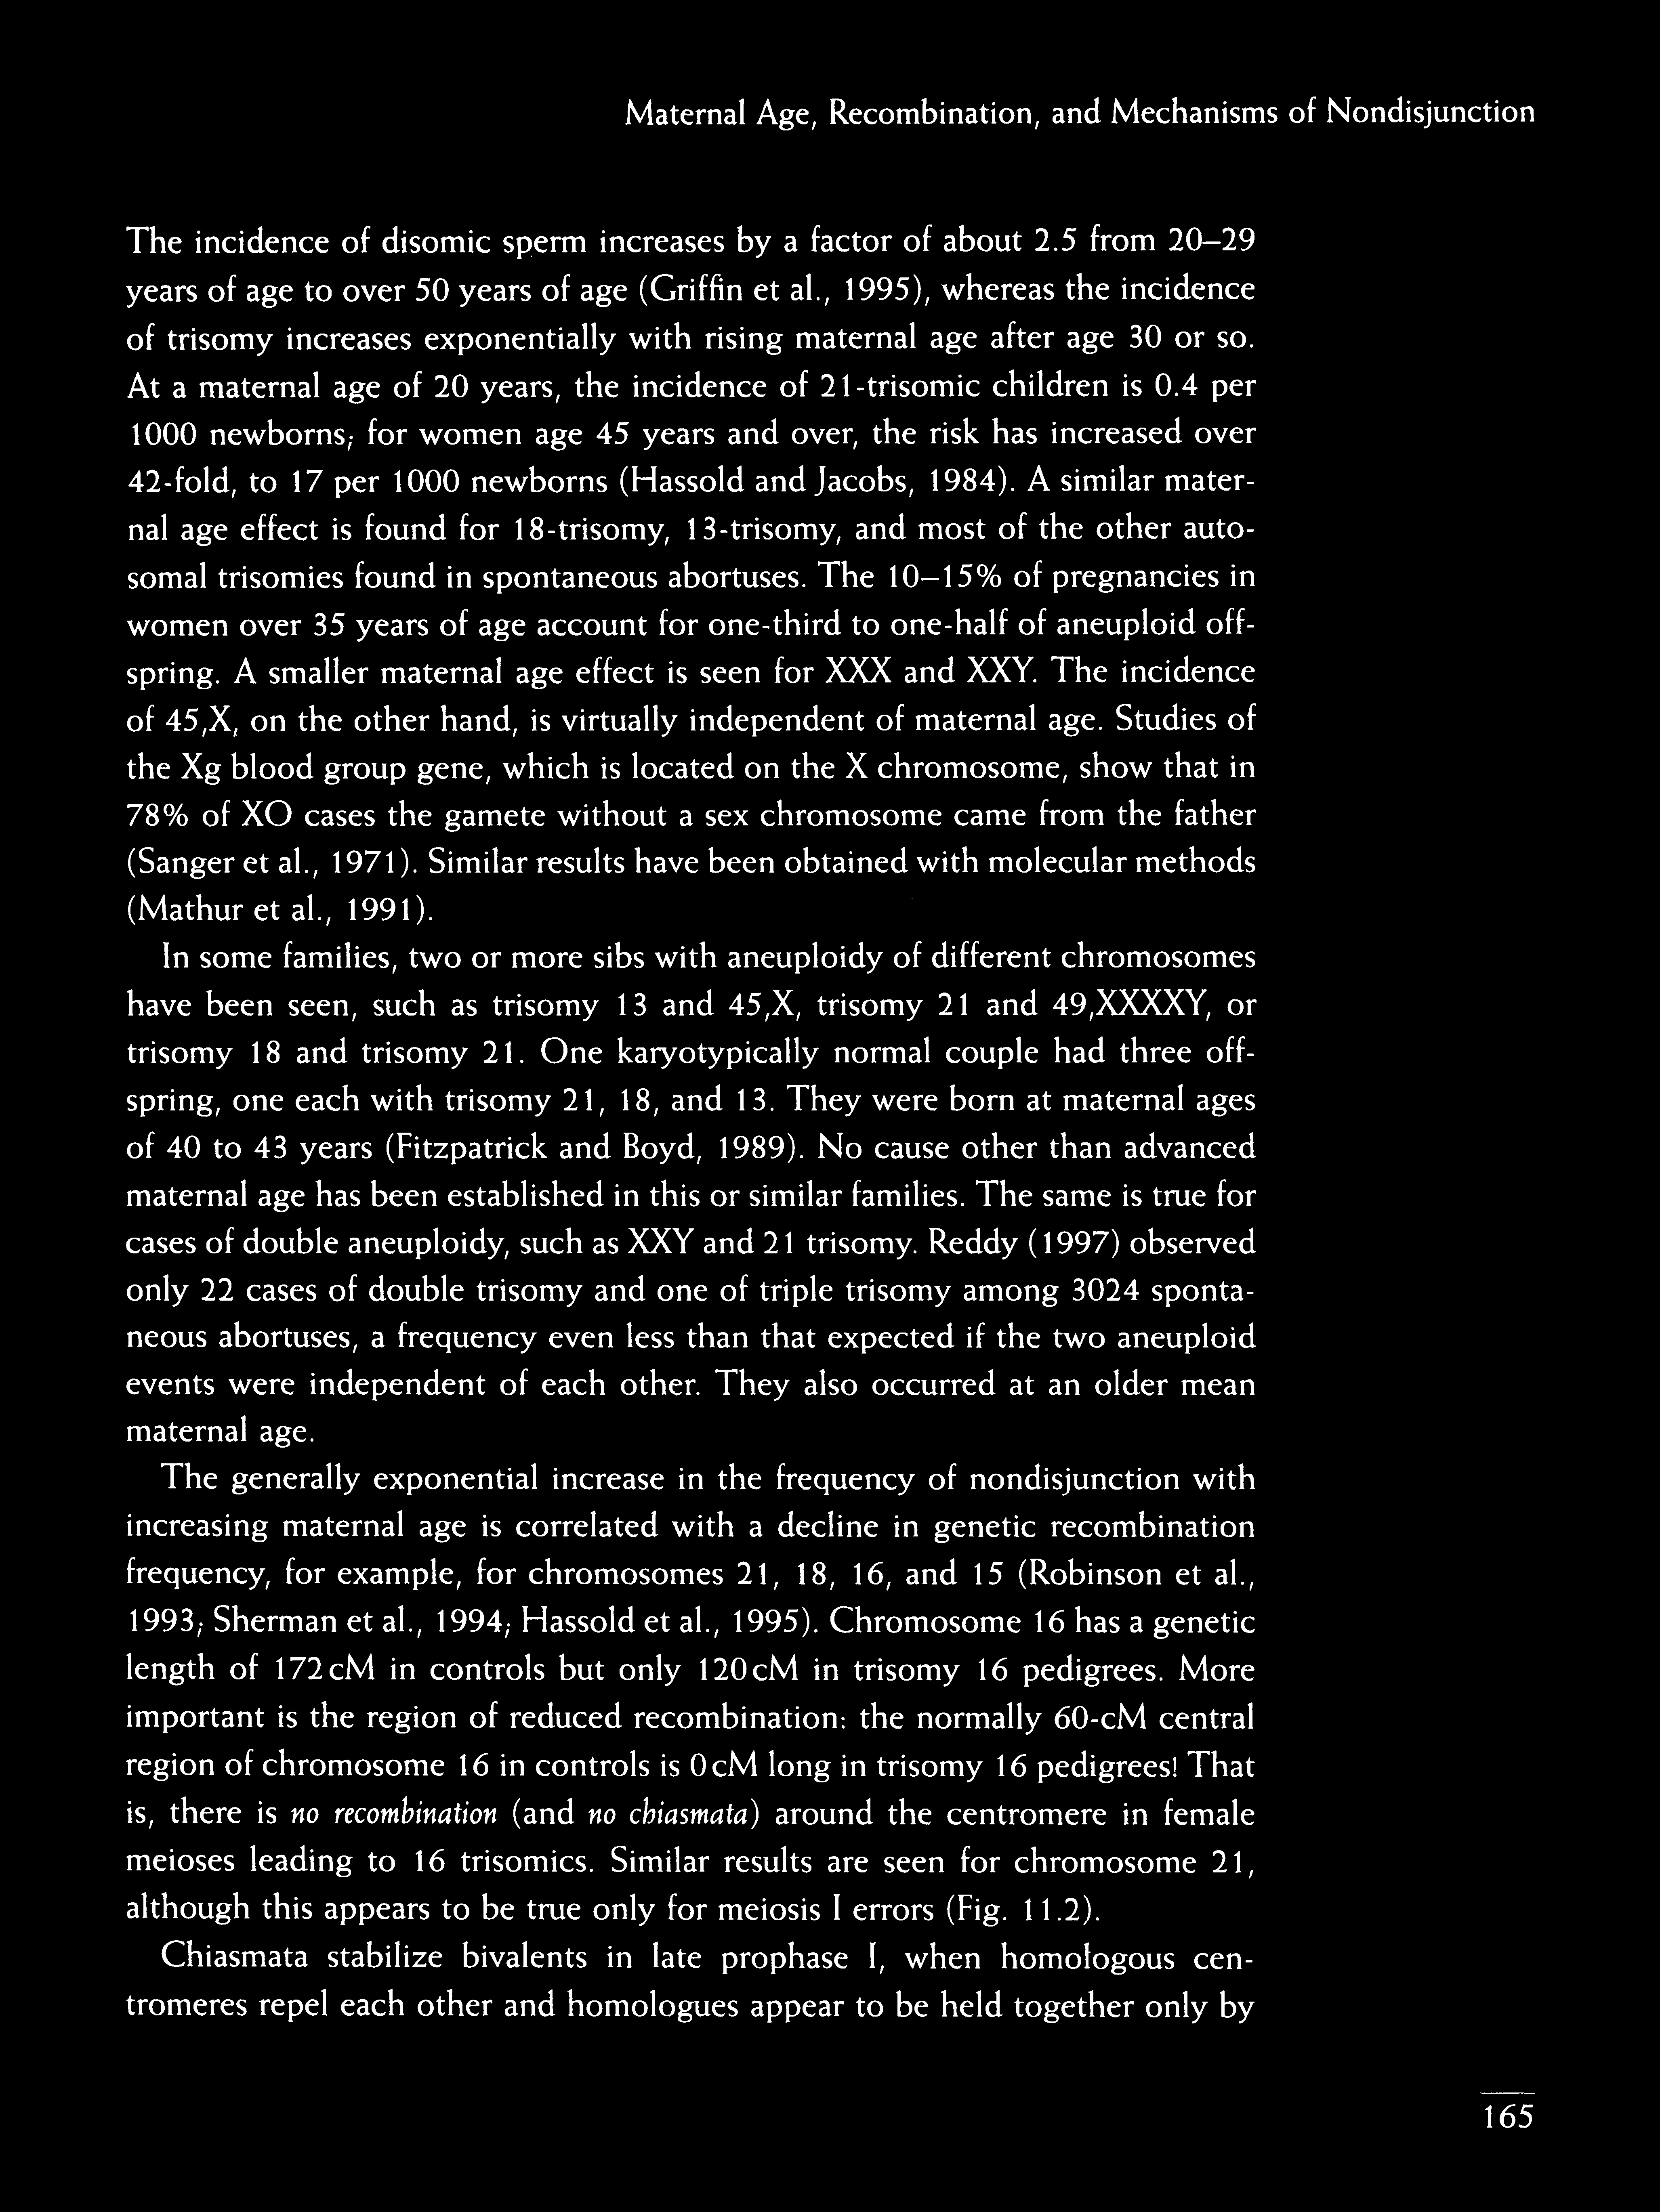 Maternal Age, Recombination, and Mechanisms of Nondisjunction
The incidence of disomic sperm increases by a factor of about 2.5 from 20–29
years of age to over 50 years of age (Griffin et al., 1995), whereas the incidence
of trisomy increases exponentially with rising maternal age after age 30 or so.
At a maternal age of 20 years, the incidence of 21-trisomic children is 0.4 per
1000 newborns; for women age 45 years and over, the risk has increased over
42-fold, to 17 per 1000 newborns (Hassold and Jacobs, 1984). A similar mater-
nal age effect is found for 18-trisomy, 13-trisomy, and most of the other auto-
somal trisomies found in spontaneous abortuses. The 10–15% of pregnancies in
women over 35 years of age account for one-third to one-half of aneuploid off-
spring. A smaller maternal age effect is seen for XXX and XXY. The incidence
of 45,X, on the other hand, is virtually independent of maternal age. Studies of
the Xg blood group gene, which is located on the X chromosome, show that in
78% of XO cases the gamete without a sex chromosome came from the father
(Sanger et al., 1971). Similar results have been obtained with molecular methods
(Mathur et al., 1991).
In some families, two or more sibs with aneuploidy of different chromosomes
have been seen, such as trisomy 13 and 45,X, trisomy 21 and 49,XXXXY, or
trisomy 18 and trisomy 21. One karyotypically normal couple had three off-
spring, one each with trisomy 21, 18, and 13. They were born at maternal ages
of 40 to 43 years (Fitzpatrick and Boyd, 1989). No cause other than advanced
maternal age has been established in this or similar families. The same is true for
cases of double aneuploidy, such as XXY and 21 trisomy. Reddy (1997) observed
only 22 cases of double trisomy and one of triple trisomy among 3024 sponta-
neous abortuses, a frequency even less than that expected if the two aneuploid
events were independent of each other. They also occurred at an older mean
maternal age.
The generally exponential increase in the frequency of nondisjunction with
increasing maternal age is correlated with a decline in genetic recombination
frequency, for example, for chromosomes 21, 18, 16, and 15 (Robinson et al.,
1993; Sherman et al., 1994; Hassold et al., 1995). Chromosome 16 has a genetic
length of 172 cM in controls but only 120 cM in trisomy 16 pedigrees. More
important is the region of reduced recombination: the normally 60-cM central
region of chromosome 16 in controls is 0 cM long in trisomy 16 pedigrees! That
is, there is no recombination (and no chiasmata) around the centromere in female
meioses leading to 16 trisomics. Similar results are seen for chromosome 21,
although this appears to be true only for meiosis I errors (Fig. 11.2).
Chiasmata stabilize bivalents in late prophase I, when homologous cen-
tromeres repel each other and homologues appear to be held together only by
165